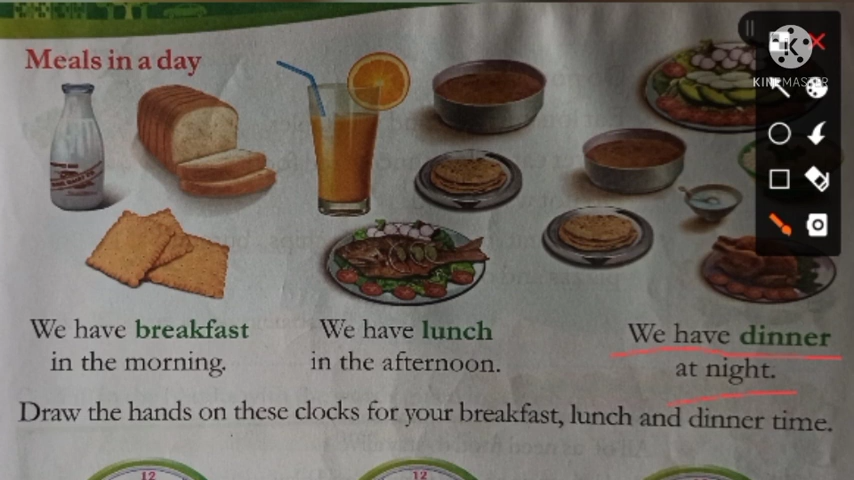 Meals in a day
KINEMASTER
We have breakfast
in the morning.
We have lunch
in the afternoon.
We have dinner
at night.
Draw the hands on these clocks for your breakfast, lunch and dinner time.
12
12